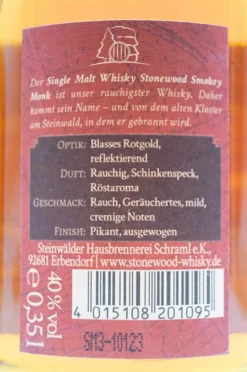 Der Single Malt Whisky Stonewood Smokey
Monk ist unser rauchigster Whisky. Daher
kommt sein Name – und von dem alten Kloster
am Steinwald, in dem er gebrannt wird.
OPTIK: Blasses Rotgold,
reflektierend
DUFT: Rauchig, Schinkenspeck,
Röstaroma
GESCHMACK: Rauch, Geräuchertes, mild,
cremige Noten
FINISH: Pikant, ausgewogen
Steinwälder Hausbrennerei Schraml e.K.,
92681 Erbendorf | www.stonewood-whisky.de
40 % vol
℮ 0,35 l
4 015108 201095
SM3-10123